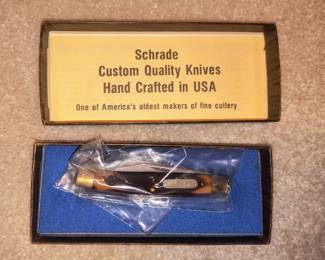 Schrade
Custom Quality Knives
Hand Crafted in USA
One of America's oldest makers of fine cutlery